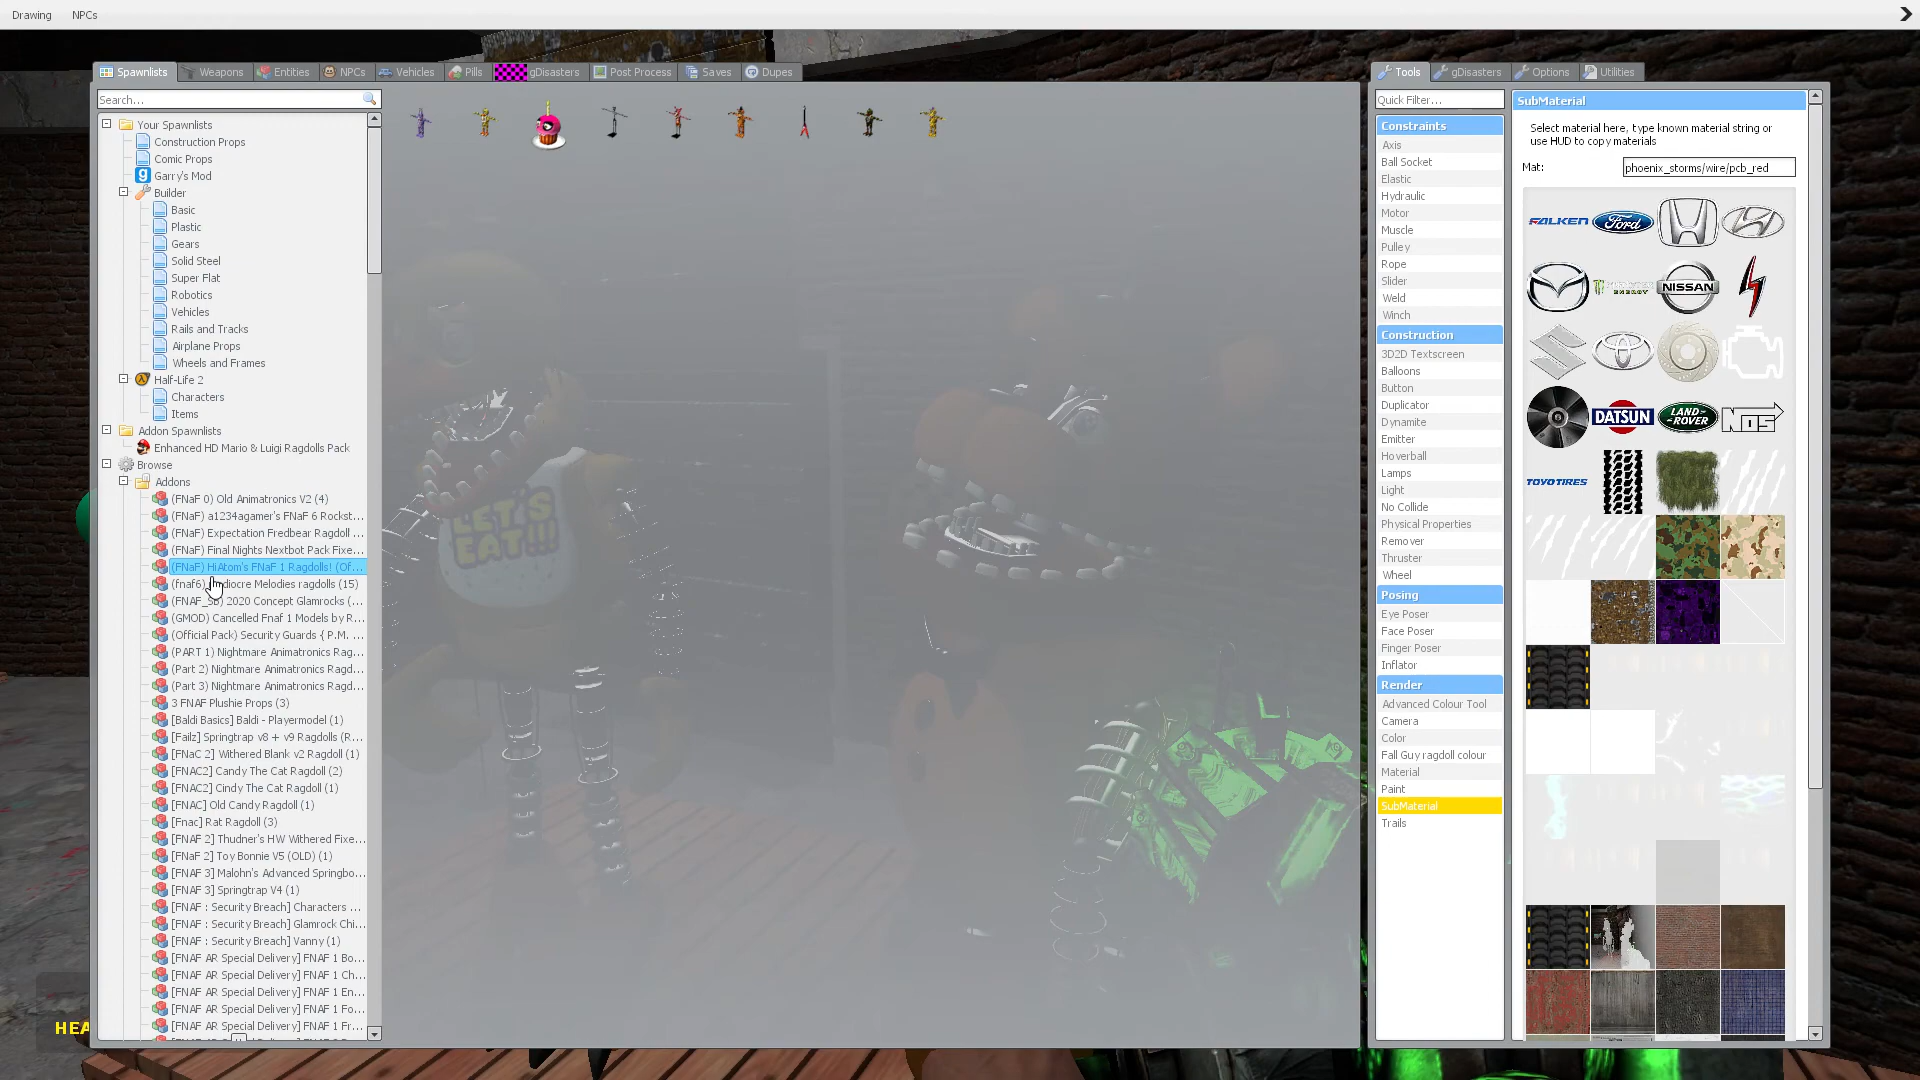 Drawing NPCs
Spawnlists Weapons Entities NPCs Vehicles Pills gDisasters Post Process Saves Dupes
Search...
Your Spawnlists
Construction Props
Comic Props
Garry's Mod
Builder
Basic
Plastic
Gears
Solid Steel
Super Flat
Robotics
Vehicles
Rails and Tracks
Airplane Props
Wheels and Frames
Half-Life 2
Characters
Items
Addon Spawnlists
Enhanced HD Mario & Luigi Ragdolls Pack
Browse
Addons
(FNaF 0) Old Animatronics V2 (4)
(FNaF) a1234agamer's FNaF 6 Rockst...
(FNaF) Expectation Fredbear Ragdoll ...
(FNaF) Final Nights Nextbot Pack Fixe...
(FNaF) HiAtom's FNaF 1 Ragdolls! (Of...
(fnaf6) Melodies ragdolls (15)
2020 Concept Glamrocks (...
(GMOD) Cancelled Fnaf 1 Models by R...
(Official Pack) Security Guards { P.M. ...
(PART 1) Nightmare Animatronics Rag...
(Part 2) Nightmare Animatronics Ragd...
(Part 3) Nightmare Animatronics Ragd...
3 FNAF Plushie Props (3)
[Baldi Basics] Baldi - Playermodel (1)
[Failz] Springtrap v8 + v9 Ragdolls (R...
[FNaC 2] Withered Blank v2 Ragdoll (1)
[FNAC2] Candy The Cat Ragdoll (2)
[FNAC2] Cindy The Cat Ragdoll (1)
[FNAC] Old Candy Ragdoll (1)
[Fnac] Rat Ragdoll (3)
[FNAF 2] Thudner's HW Withered Fixe...
[FNaF 2] Toy Bonnie V5 (OLD) (1)
[FNAF 3] Malohn's Advanced Springbo...
[FNAF 3] Springtrap V4 (1)
[FNAF : Security Breach] Characters ...
[FNAF : Security Breach] Glamrock Chi...
[FNAF : Security Breach] Vanny (1)
[FNAF AR Special Delivery] FNAF 1 Bo...
[FNAF AR Special Delivery] FNAF 1 Ch...
[FNAF AR Special Delivery] FNAF 1 En...
[FNAF AR Special Delivery] FNAF 1 Fo...
[FNAF AR Special Delivery] FNAF 1 Fr...
HEA
LET'S
EAT!!!
Tools gDisasters Options Utilities
Quick Filter...
Constraints
Axis
Ball Socket
Elastic
Hydraulic
Motor
Muscle
Pulley
Rope
Slider
Weld
Winch
Construction
3D2D Textscreen
Balloons
Button
Duplicator
Dynamite
Emitter
Hoverball
Lamps
Light
No Collide
Physical Properties
Remover
Thruster
Wheel
Posing
Eye Poser
Face Poser
Finger Poser
Inflator
Render
Advanced Colour Tool
Camera
Color
Fall Guy ragdoll colour
Material
Paint
SubMaterial
Trails
SubMaterial
Select material here, type known material string or
use HUD to copy materials
Mat: phoenix_storms/wire/pcb_red
FALKEN Ford
ENERGY NISSAN
DATSUN LAND-ROVER NOS
TOYO TIRES